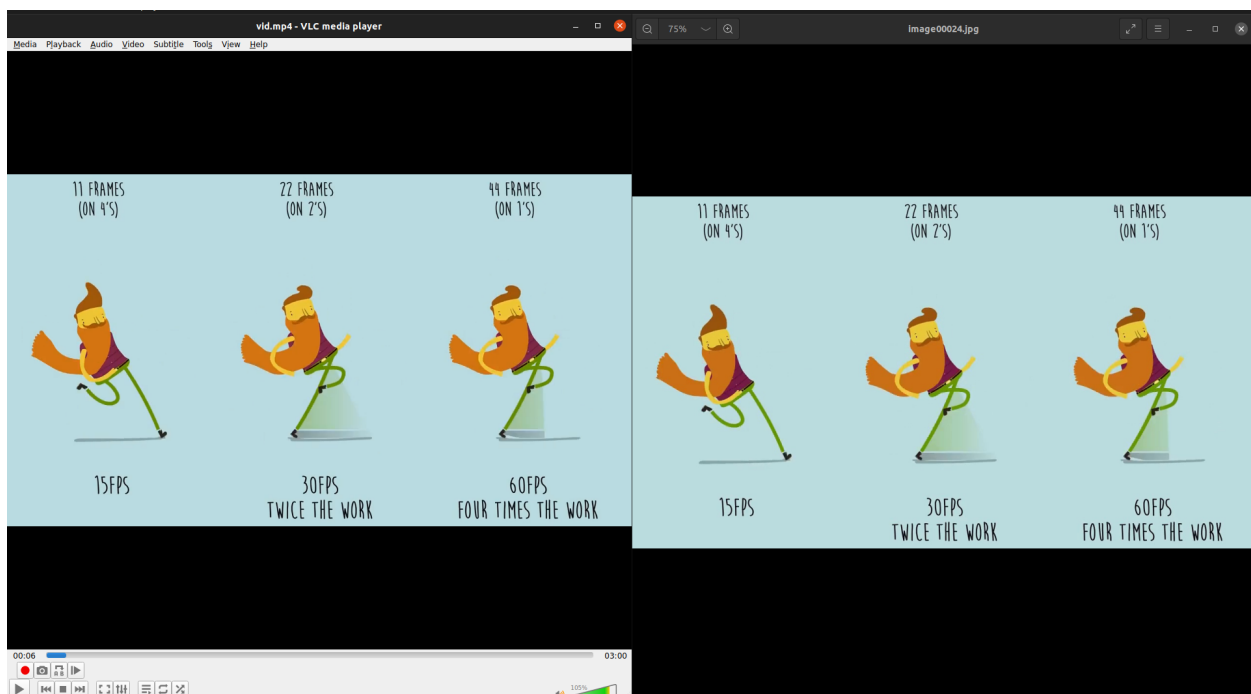 vid.mp4 - VLC media player
Media Playback Audio Video Subtitle Tools View Help
11 FRAMES
(ON 4'S)
22 FRAMES
(ON 2'S)
44 FRAMES
(ON 1'S)
15FPS
30FPS
TWICE THE WORK
60FPS
FOUR TIMES THE WORK
00:06
03:00
105%
75%
image00024.jpg
11 FRAMES
(ON 4'S)
22 FRAMES
(ON 2'S)
44 FRAMES
(ON 1'S)
15FPS
30FPS
TWICE THE WORK
60FPS
FOUR TIMES THE WORK